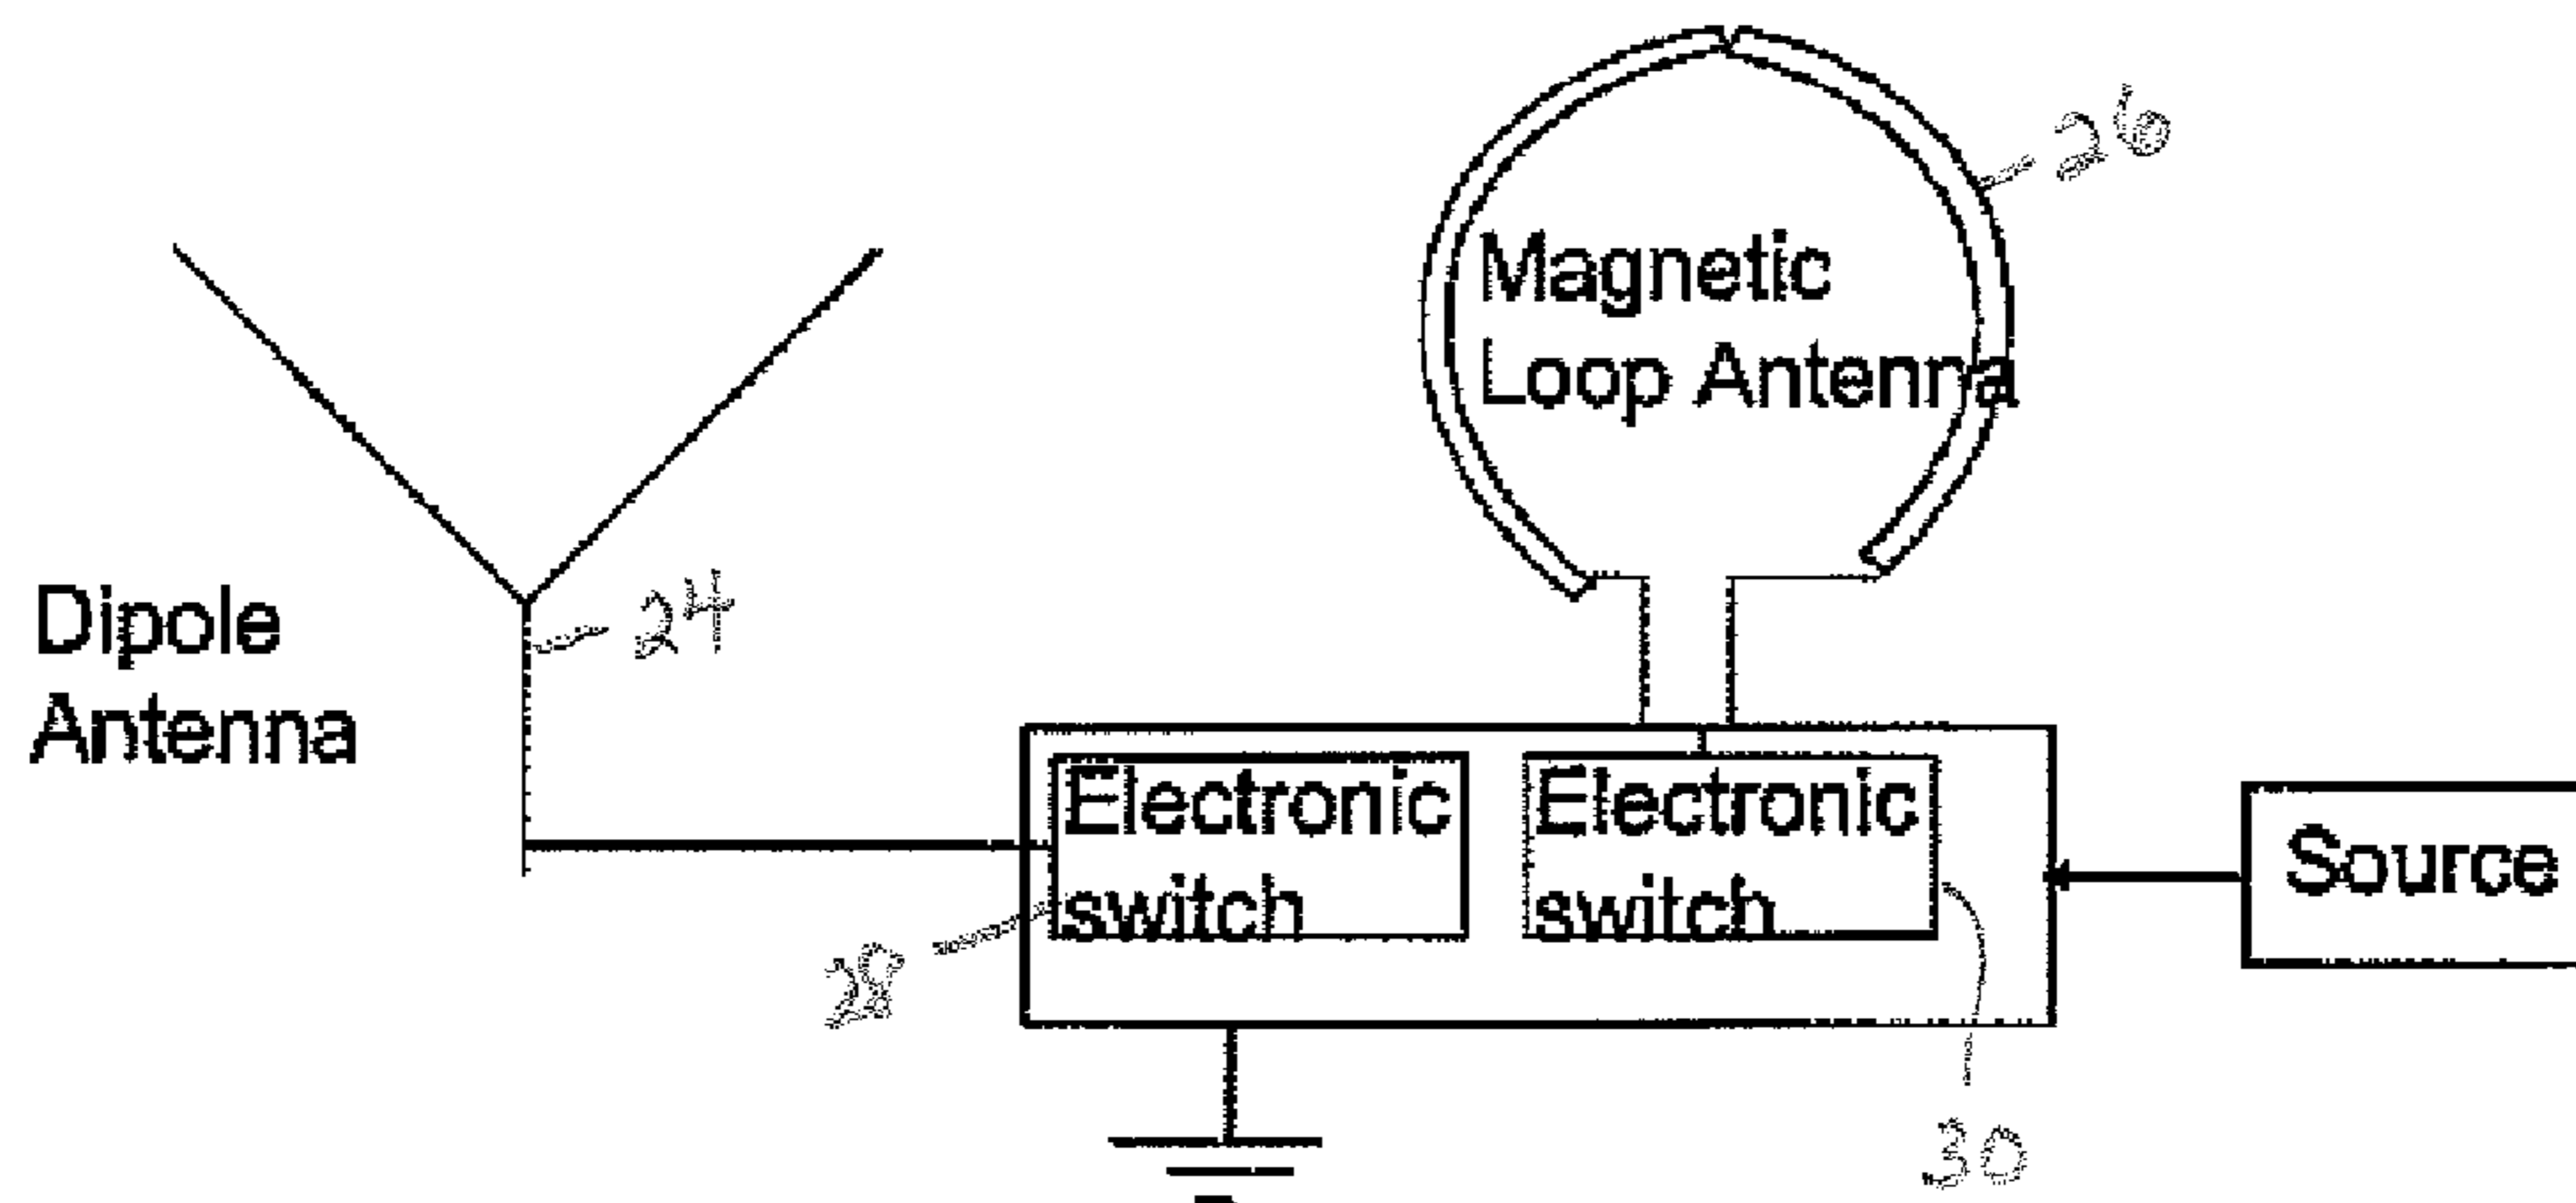 26
Magnetic
Loop Antenna
24
Dipole
Antenna
Electronic
switch
Electronic
switch
Source
28
30